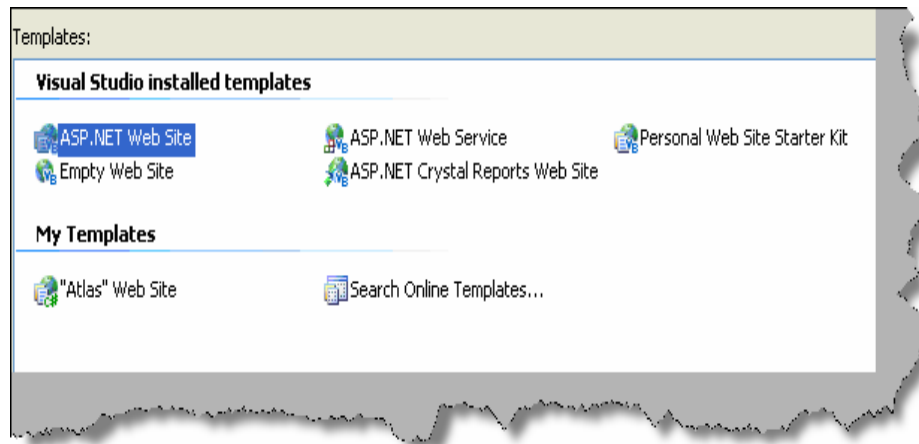 Templates:
Visual Studio installed templates
ASP.NET Web Site
ASP.NET Web Service
Personal Web Site Starter Kit
Empty Web Site
ASP.NET Crystal Reports Web Site
My Templates
"Atlas" Web Site
Search Online Templates...